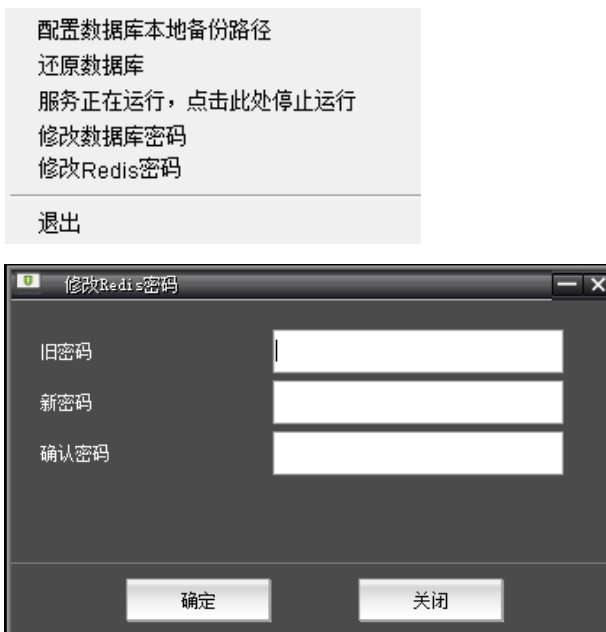 配置数据库本地备份路径
还原数据库
服务正在运行，点击此处停止运行
修改数据库密码
修改Redis密码
退出
修改Redis密码
旧密码
新密码
确认密码
确定
关闭